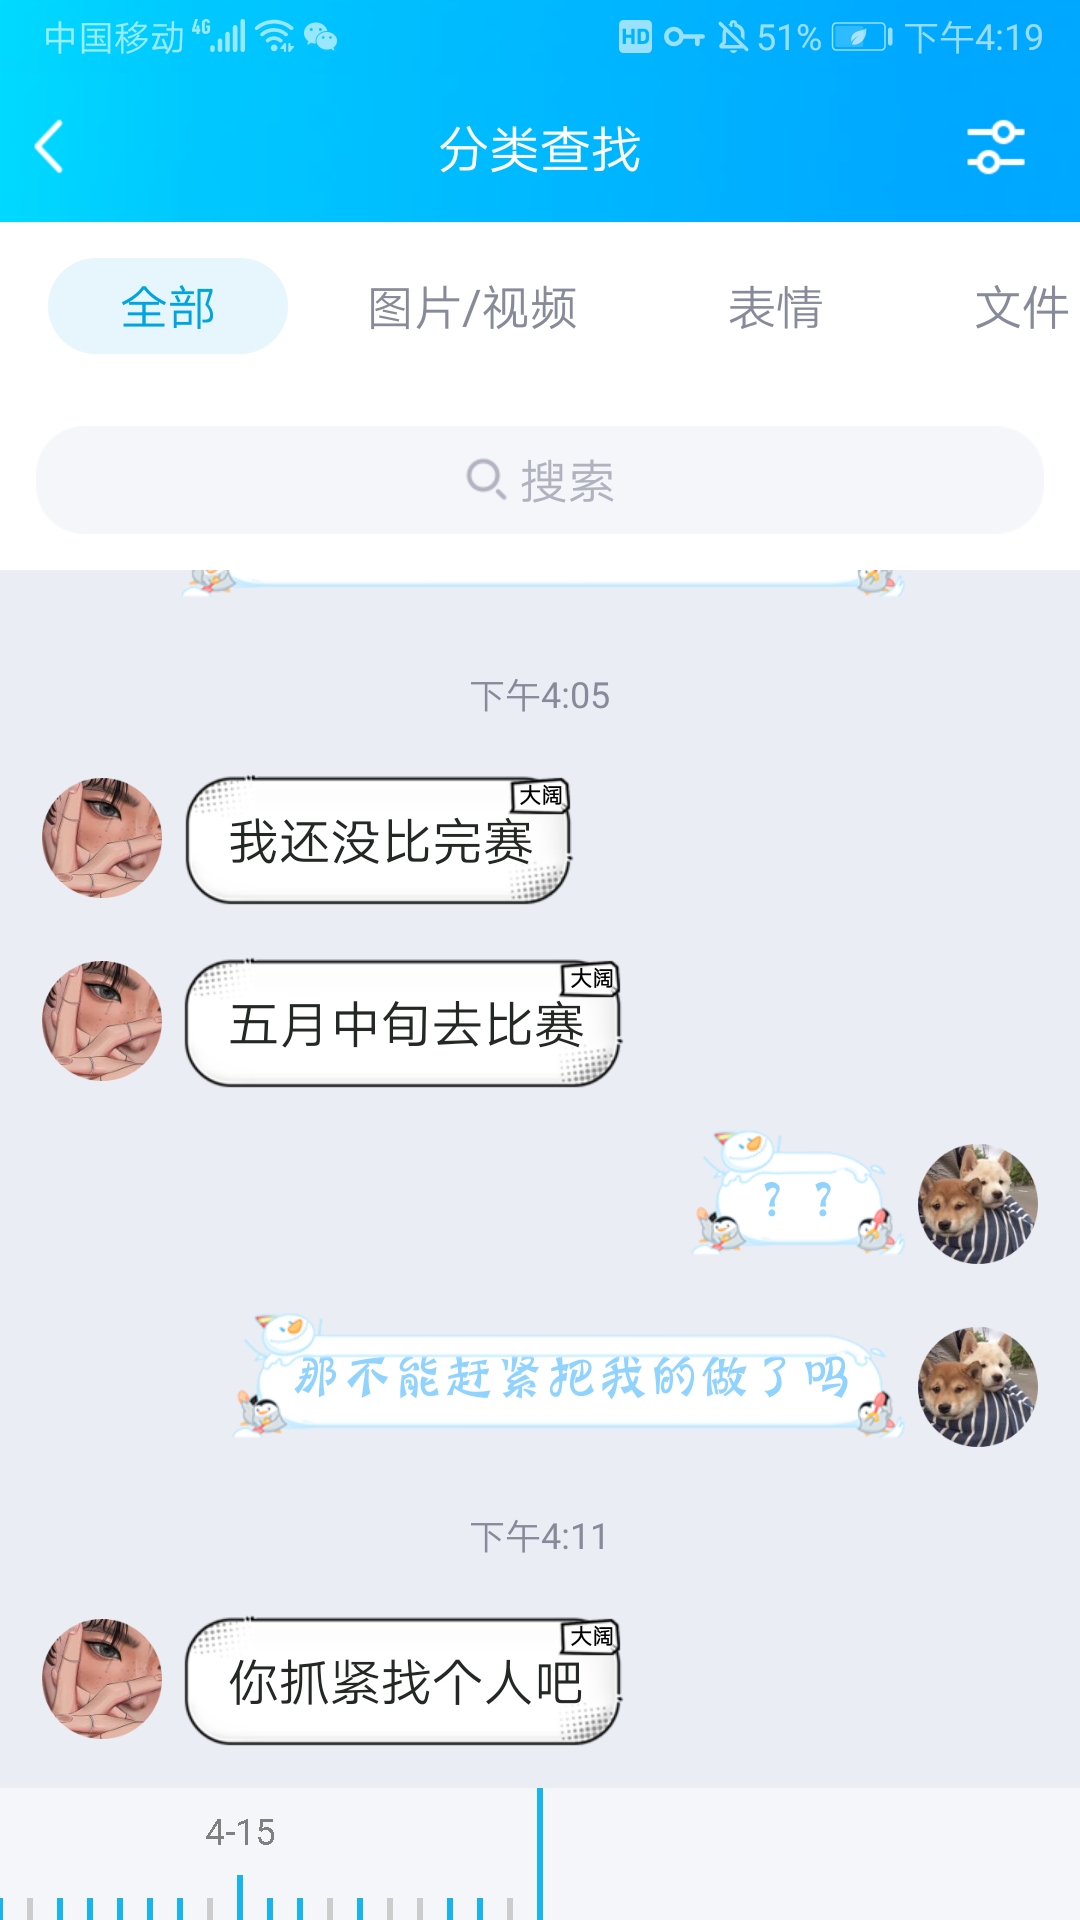 中国移动 4G HD 51% 下午4:19
分类查找
全部 图片/视频 表情 文件
搜索
下午4:05
大阔
我还没比完赛
大阔
五月中旬去比赛
？？
那不能赶紧把我的做了吗
下午4:11
大阔
你抓紧找个人吧
4-15